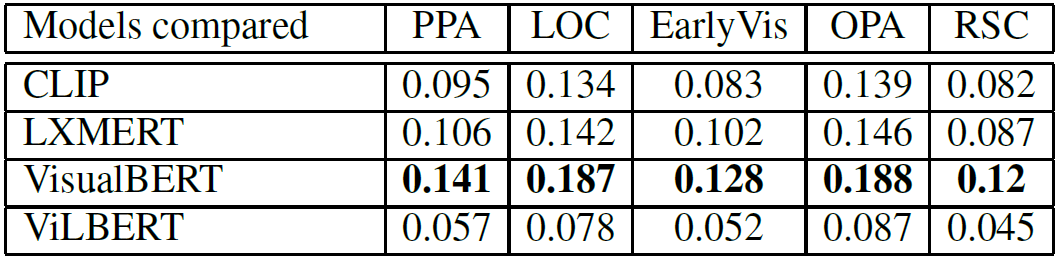 Models compared PPA LOC EarlyVis OPA RSC
CLIP 0.095 0.134 0.083 0.139 0.082
LXMERT 0.106 0.142 0.102 0.146 0.087
VisualBERT 0.141 0.187 0.128 0.188 0.12
ViLBERT 0.057 0.078 0.052 0.087 0.045